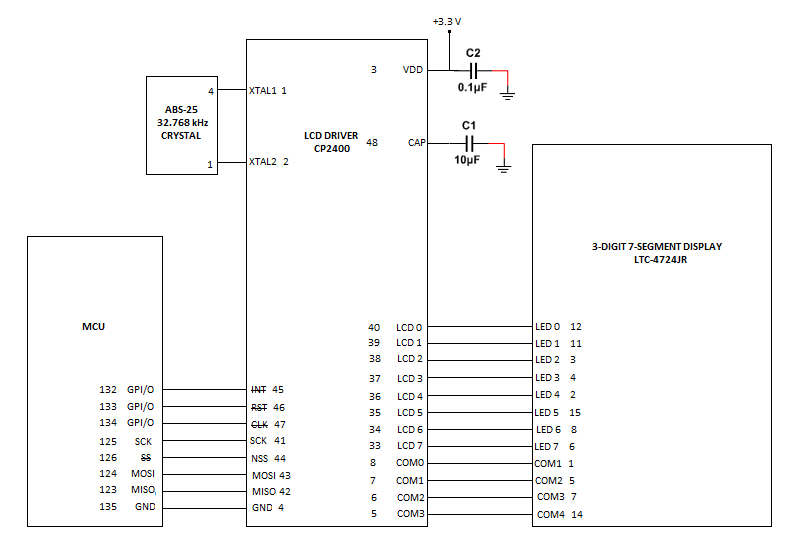 +3.3 V
C2
0.1µF
3 VDD
4 XTAL1 1
ABS-25
32.768 kHz
CRYSTAL
1 XTAL2 2
LCD DRIVER
CP2400
C1
10µF
48 CAP
3-DIGIT 7-SEGMENT DISPLAY
LTC-4724JR
MCU
40 LCD 0 LED 0 12
39 LCD 1 LED 1 11
38 LCD 2 LED 2 3
37 LCD 3 LED 3 4
36 LCD 4 LED 4 2
35 LCD 5 LED 5 15
34 LCD 6 LED 6 8
33 LCD 7 LED 7 6
8 COM0 COM1 1
7 COM1 COM2 5
6 COM2 COM3 7
5 COM3 COM4 14
132 GPI/O INT 45
133 GPI/O RST 46
134 GPI/O CLK 47
125 SCK SCK 41
126 SS NSS 44
124 MOSI MOSI 43
123 MISO MISO 42
135 GND GND 4